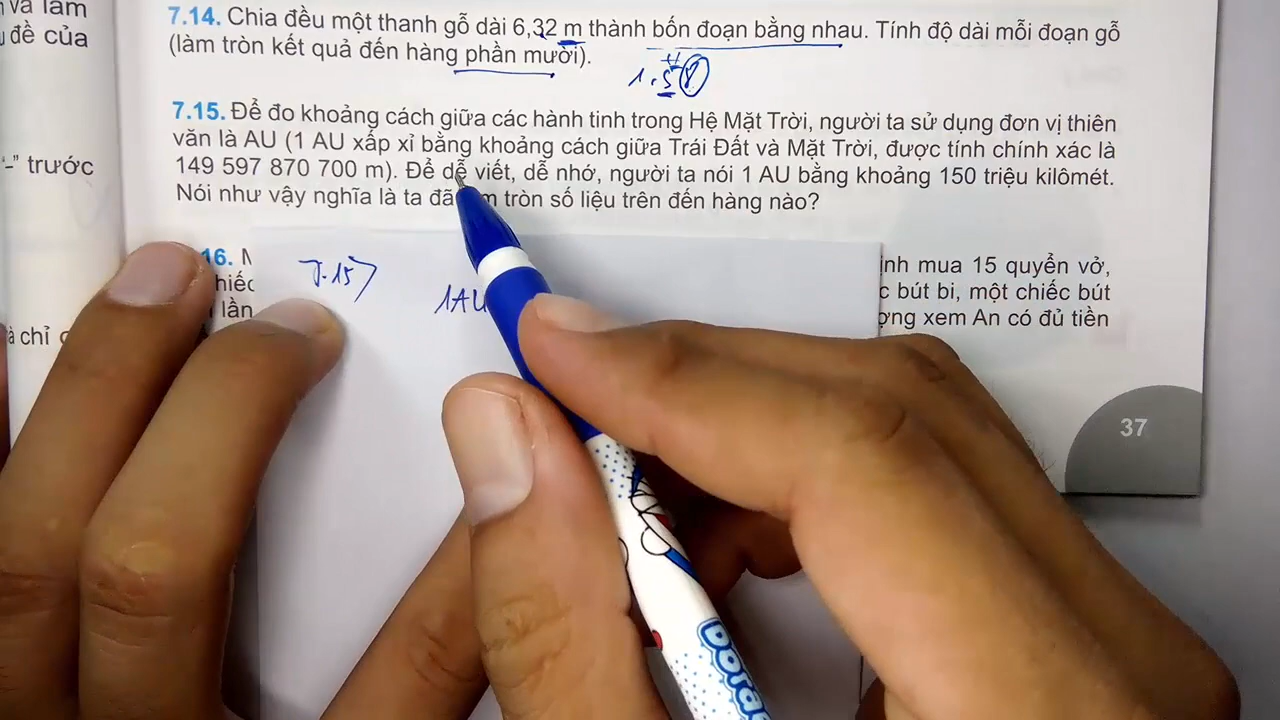 và làm
đề của
"–" trước
à chỉ
7.14. Chia đều một thanh gỗ dài 6,32 m thành bốn đoạn bằng nhau. Tính độ dài mỗi đoạn gỗ
(làm tròn kết quả đến hàng phần mười).
1,58
7.15. Để đo khoảng cách giữa các hành tinh trong Hệ Mặt Trời, người ta sử dụng đơn vị thiên
văn là AU (1 AU xấp xỉ bằng khoảng cách giữa Trái Đất và Mặt Trời, được tính chính xác là
149 597 870 700 m). Để dễ viết, dễ nhớ, người ta nói 1 AU bằng khoảng 150 triệu kilômét.
Nói như vậy nghĩa là ta đã tròn số liệu trên đến hàng nào?
16. nh mua 15 quyển vở,
hiếc bút bi, một chiếc bút
lần xem An có đủ tiền
7.15
1AU
37
Dorae